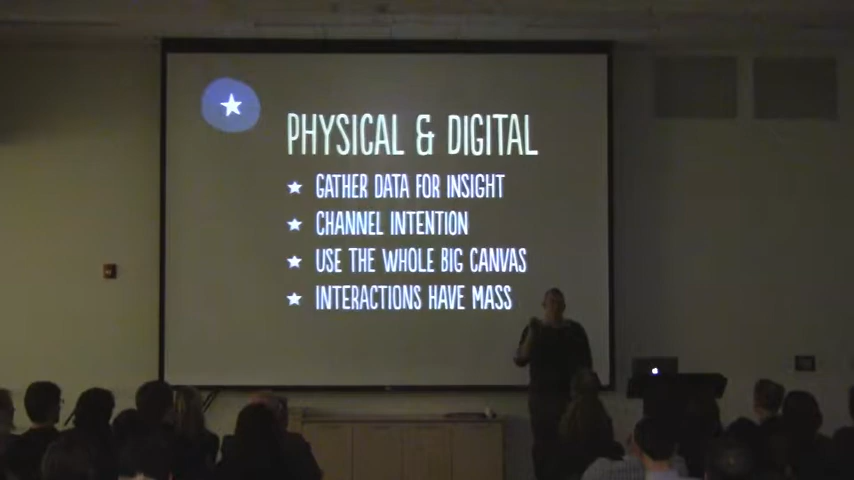 PHYSICAL & DIGITAL
GATHER DATA FOR INSIGHT
CHANNEL INTENTION
USE THE WHOLE BIG CANVAS
INTERACTIONS HAVE MASS